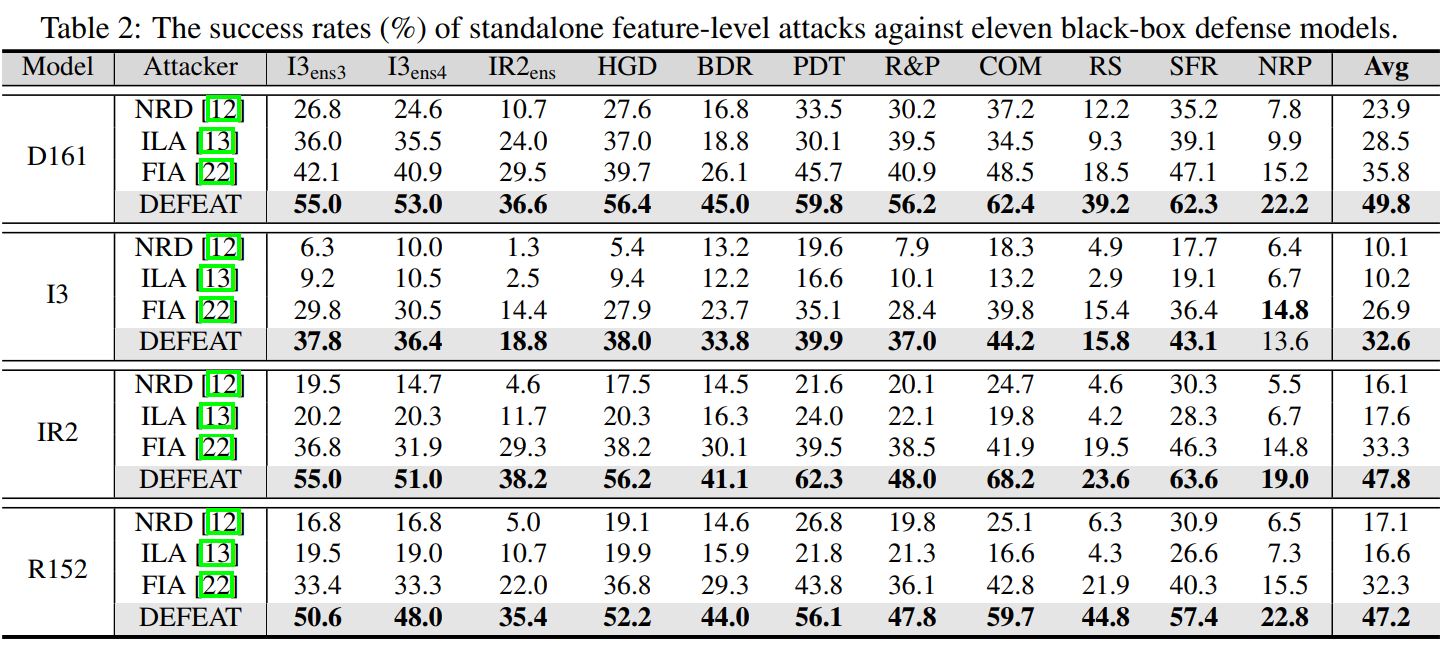 Table 2: The success rates (%) of standalone feature-level attacks against eleven black-box defense models.
Model Attacker I3ens3 I3ens4 IR2ens HGD BDR PDT R&P COM RS SFR NRP Avg
D161
NRD [12] 26.8 24.6 10.7 27.6 16.8 33.5 30.2 37.2 12.2 35.2 7.8 23.9
ILA [13] 36.0 35.5 24.0 37.0 18.8 30.1 39.5 34.5 9.3 39.1 9.9 28.5
FIA [22] 42.1 40.9 29.5 39.7 26.1 45.7 40.9 48.5 18.5 47.1 15.2 35.8
DEFEAT 55.0 53.0 36.6 56.4 45.0 59.8 56.2 62.4 39.2 62.3 22.2 49.8
I3
NRD [12] 6.3 10.0 1.3 5.4 13.2 19.6 7.9 18.3 4.9 17.7 6.4 10.1
ILA [13] 9.2 10.5 2.5 9.4 12.2 16.6 10.1 13.2 2.9 19.1 6.7 10.2
FIA [22] 29.8 30.5 14.4 27.9 23.7 35.1 28.4 39.8 15.4 36.4 14.8 26.9
DEFEAT 37.8 36.4 18.8 38.0 33.8 39.9 37.0 44.2 15.8 43.1 13.6 32.6
IR2
NRD [12] 19.5 14.7 4.6 17.5 14.5 21.6 20.1 24.7 4.6 30.3 5.5 16.1
ILA [13] 20.2 20.3 11.7 20.3 16.3 24.0 22.1 19.8 4.2 28.3 6.7 17.6
FIA [22] 36.8 31.9 29.3 38.2 30.1 39.5 38.5 41.9 19.5 46.3 14.8 33.3
DEFEAT 55.0 51.0 38.2 56.2 41.1 62.3 48.0 68.2 23.6 63.6 19.0 47.8
R152
NRD [12] 16.8 16.8 5.0 19.1 14.6 26.8 19.8 25.1 6.3 30.9 6.5 17.1
ILA [13] 19.5 19.0 10.7 19.9 15.9 21.8 21.3 16.6 4.3 26.6 7.3 16.6
FIA [22] 33.4 33.3 22.0 36.8 29.3 43.8 36.1 42.8 21.9 40.3 15.5 32.3
DEFEAT 50.6 48.0 35.4 52.2 44.0 56.1 47.8 59.7 44.8 57.4 22.8 47.2